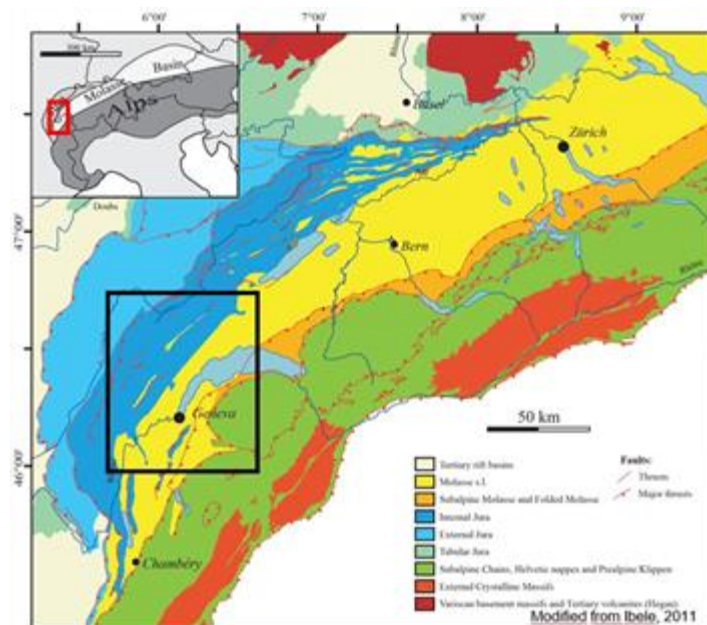 6°00'
7°00'
8°00'
9°00'
Molasse Basin
Alps
Basel
Zürich
Doubs
47°00'
Bern
Rhône
Geneva
50 km
46°00'
Chambéry
Tertiary rift basins
Molasse s.l.
Subalpine Molasse and Folded Molasse
Internal Jura
External Jura
Tabular Jura
Subalpine Chains, Helvetic nappes and Prealpine Klippen
External Crystalline Massifs
Variscan basement massifs and Tertiary volcanites (Hegau)
Faults:
Thrusts
Major thrusts
Modified from Ibele, 2011